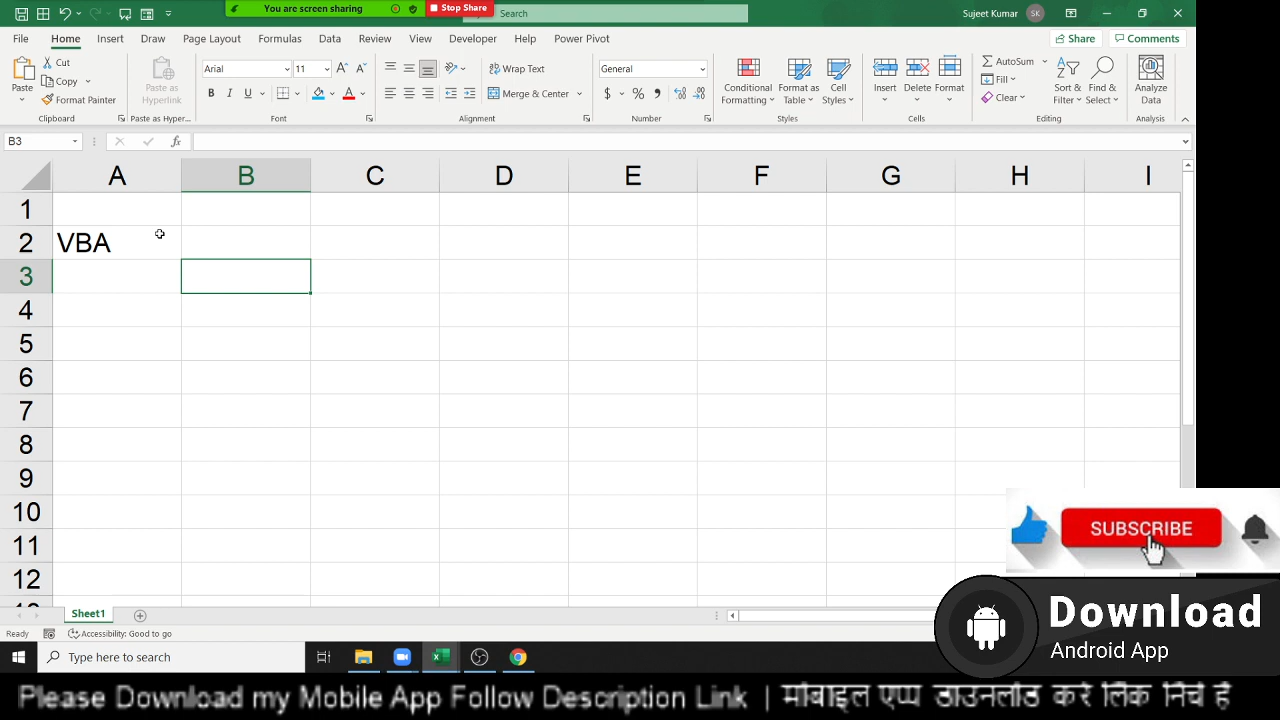 You are screen sharing
Stop Share
Search
Sujeet Kumar
SK
File
Home
Insert
Draw
Page Layout
Formulas
Data
Review
View
Developer
Help
Power Pivot
Share
Comments
Paste
Cut
Copy
Format Painter
Clipboard
Paste as
Hyperlink
Paste as Hyper...
Arial
11
B I U
Font
Wrap Text
Merge & Center
Alignment
General
$ % ,
Number
Conditional
Formatting
Format as
Table
Cell
Styles
Styles
Insert
Delete
Format
Cells
AutoSum
Fill
Clear
Sort &
Filter
Find &
Select
Editing
Analyze
Data
Analysis
B3
fx
A B C D E F G H I
1
2 VBA
3
4
5
6
7
8
9
10
11
12
SUBSCRIBE
Download
Android App
Sheet1
Ready
Accessibility: Good to go
Type here to search
Please Download my Mobile App Follow Description Link | मोबाइल एप्प डाउनलोड करे लिंक निचे है